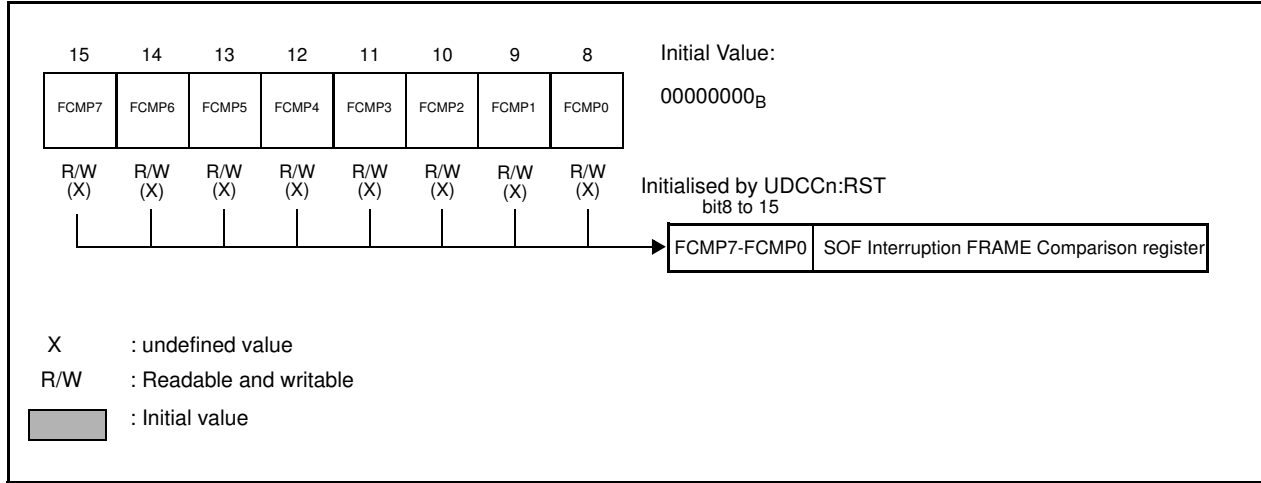 15 14 13 12 11 10 9 8 Initial Value:
FCMP7 FCMP6 FCMP5 FCMP4 FCMP3 FCMP2 FCMP1 FCMP0 00000000B
R/W R/W R/W R/W R/W R/W R/W R/W
(X) (X) (X) (X) (X) (X) (X) (X)
Initialised by UDCCn:RST
bit8 to 15
FCMP7-FCMP0 SOF Interruption FRAME Comparison register
X : undefined value
R/W : Readable and writable
: Initial value